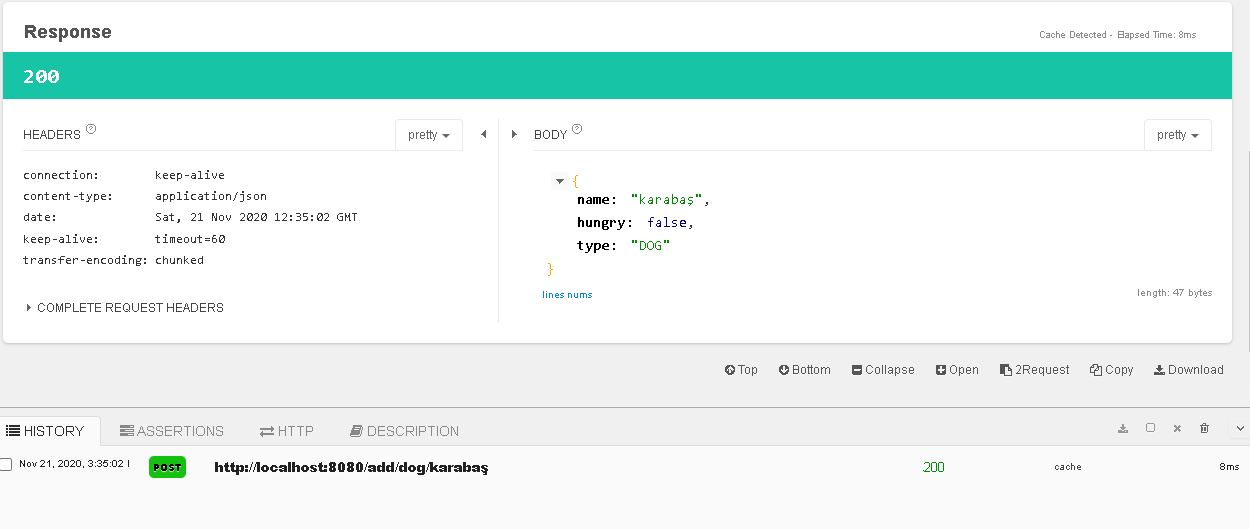 Response
Cache Detected - Elapsed Time: 8ms
200
HEADERS ?
pretty
BODY ?
pretty
connection: keep-alive
content-type: application/json
date: Sat, 21 Nov 2020 12:35:02 GMT
keep-alive: timeout=60
transfer-encoding: chunked
COMPLETE REQUEST HEADERS
{
name: "karabaş",
hungry: false,
type: "DOG"
}
lines nums
length: 47 bytes
Top Bottom Collapse Open 2Request Copy Download
HISTORY ASSERTIONS HTTP DESCRIPTION
Nov 21, 2020, 3:35:02 POST http://localhost:8080/add/dog/karabaş 200 cache 8ms